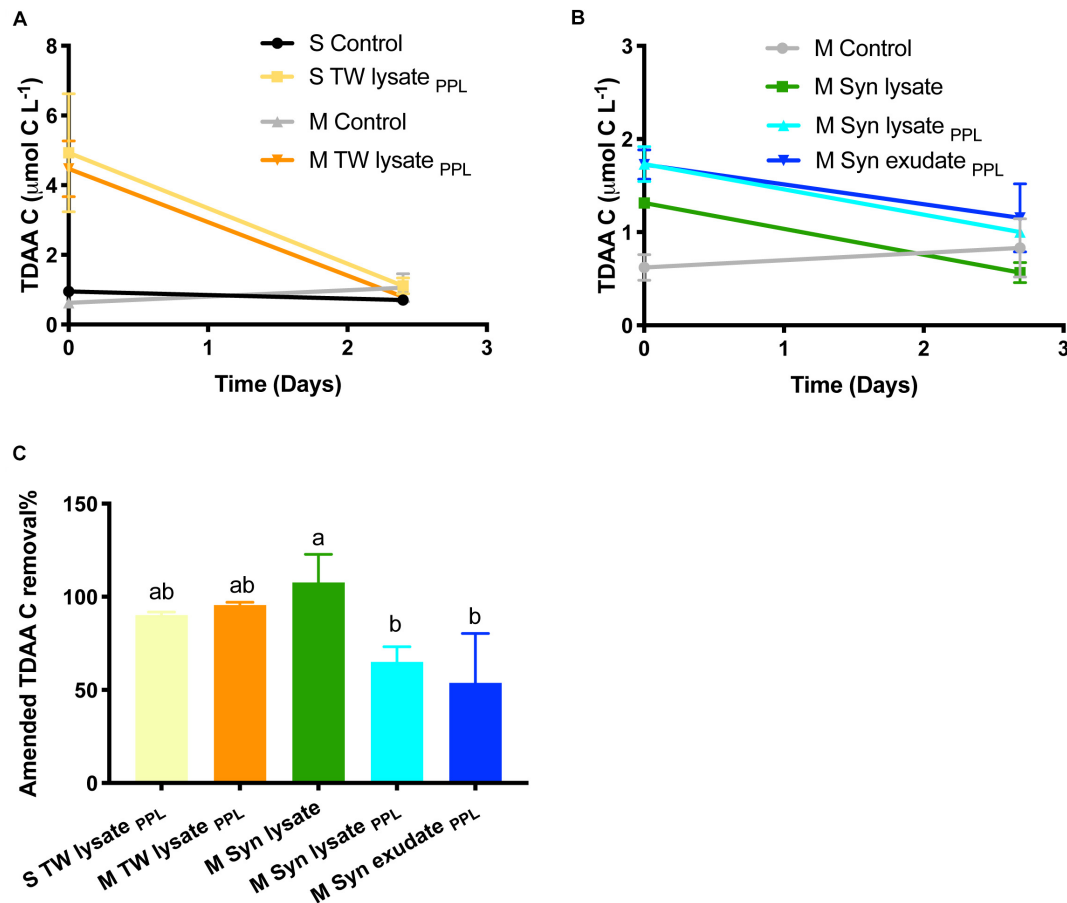 A
S Control
S TW lysate PPL
M Control
M TW lysate PPL
TDAA C (μmol C L-1)
8
6
4
2
0
0 1 2 3
Time (Days)
B
M Control
M Syn lysate
M Syn lysate PPL
M Syn exudate PPL
TDAA C (μmol C L-1)
3
2
1
0
0 1 2 3
Time (Days)
C
Amended TDAA C removal%
150
100
50
0
ab ab a b b
S TW lysate PPL
M TW lysate PPL
M Syn lysate
M Syn lysate PPL
M Syn exudate PPL